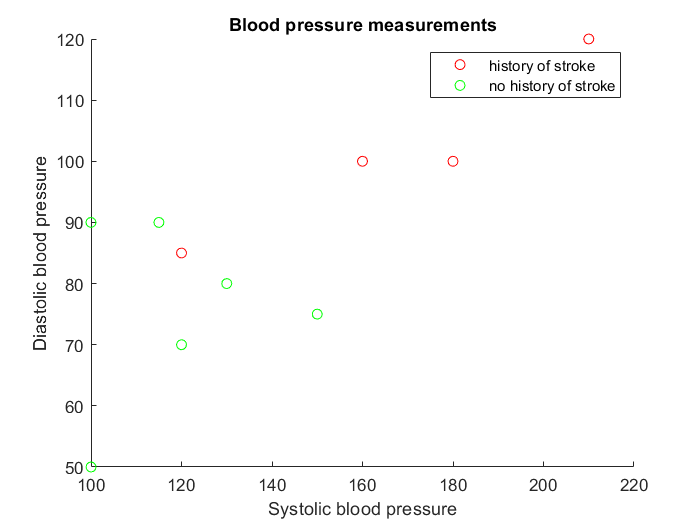 Blood pressure measurements
history of stroke
no history of stroke
120
110
100
90
80
70
60
50
Diastolic blood pressure
100 120 140 160 180 200 220
Systolic blood pressure